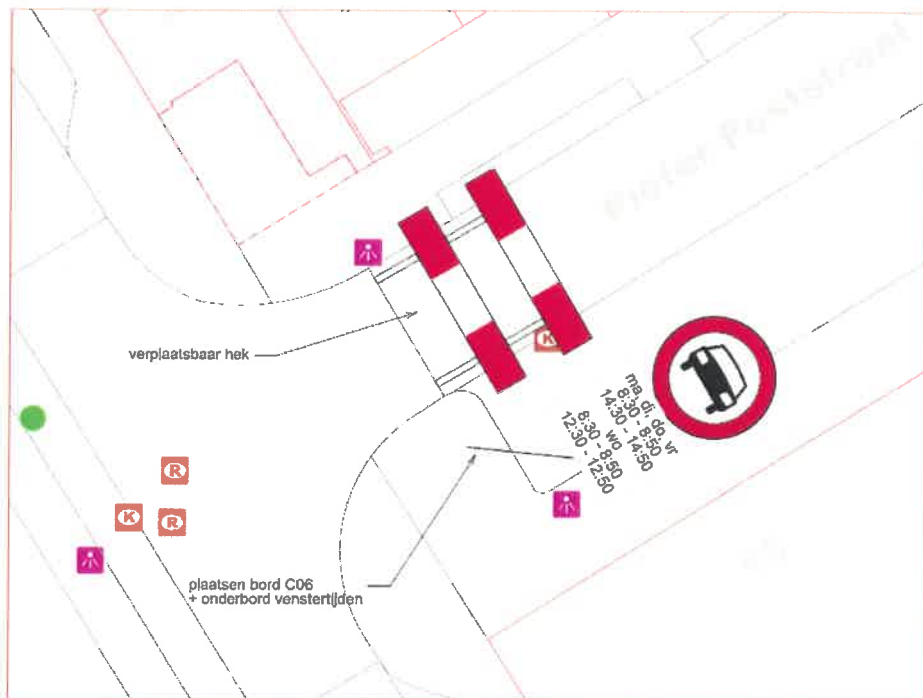 Pieter Poststraat
verplaatsbaar hek
K
ma, di, do, vr
8:30 - 8:50
14:30 - 14:50
wo
8:30 - 8:50
12:30 - 12:50
R
K
R
plaatsen bord C06
+ onderbord venstertijden